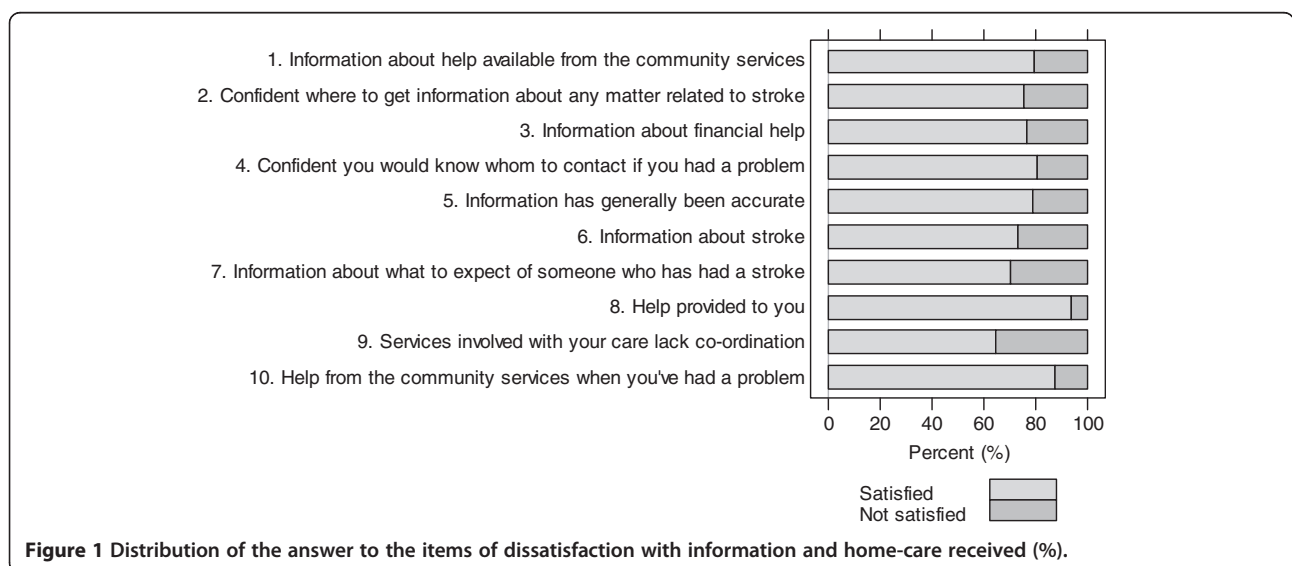 1. Information about help available from the community services
2. Confident where to get information about any matter related to stroke
3. Information about financial help
4. Confident you would know whom to contact if you had a problem
5. Information has generally been accurate
6. Information about stroke
7. Information about what to expect of someone who has had a stroke
8. Help provided to you
9. Services involved with your care lack co-ordination
10. Help from the community services when you've had a problem
0 20 40 60 80 100
Percent (%)
Satisfied
Not satisfied
Figure 1 Distribution of the answer to the items of dissatisfaction with information and home-care received (%).